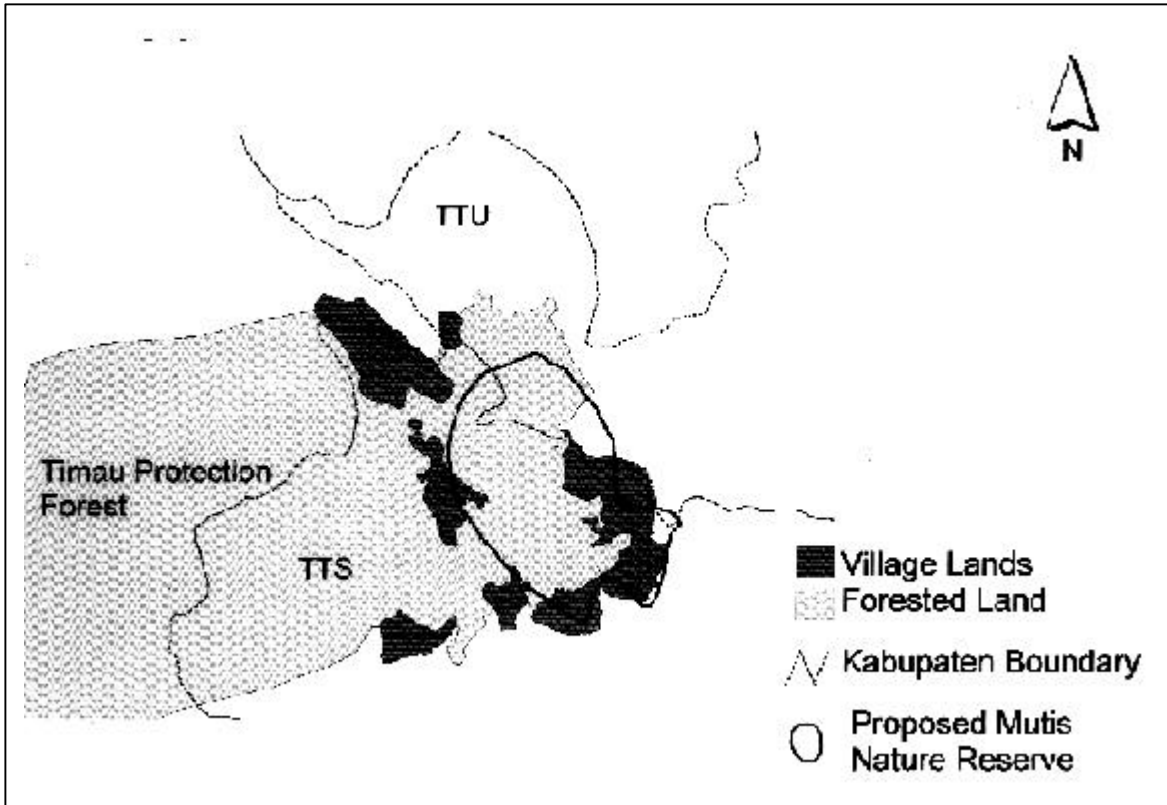 N
TTU
Timau Protection
Forest
TTS
Village Lands
Forested Land
Kabupaten Boundary
Proposed Mutis
Nature Reserve